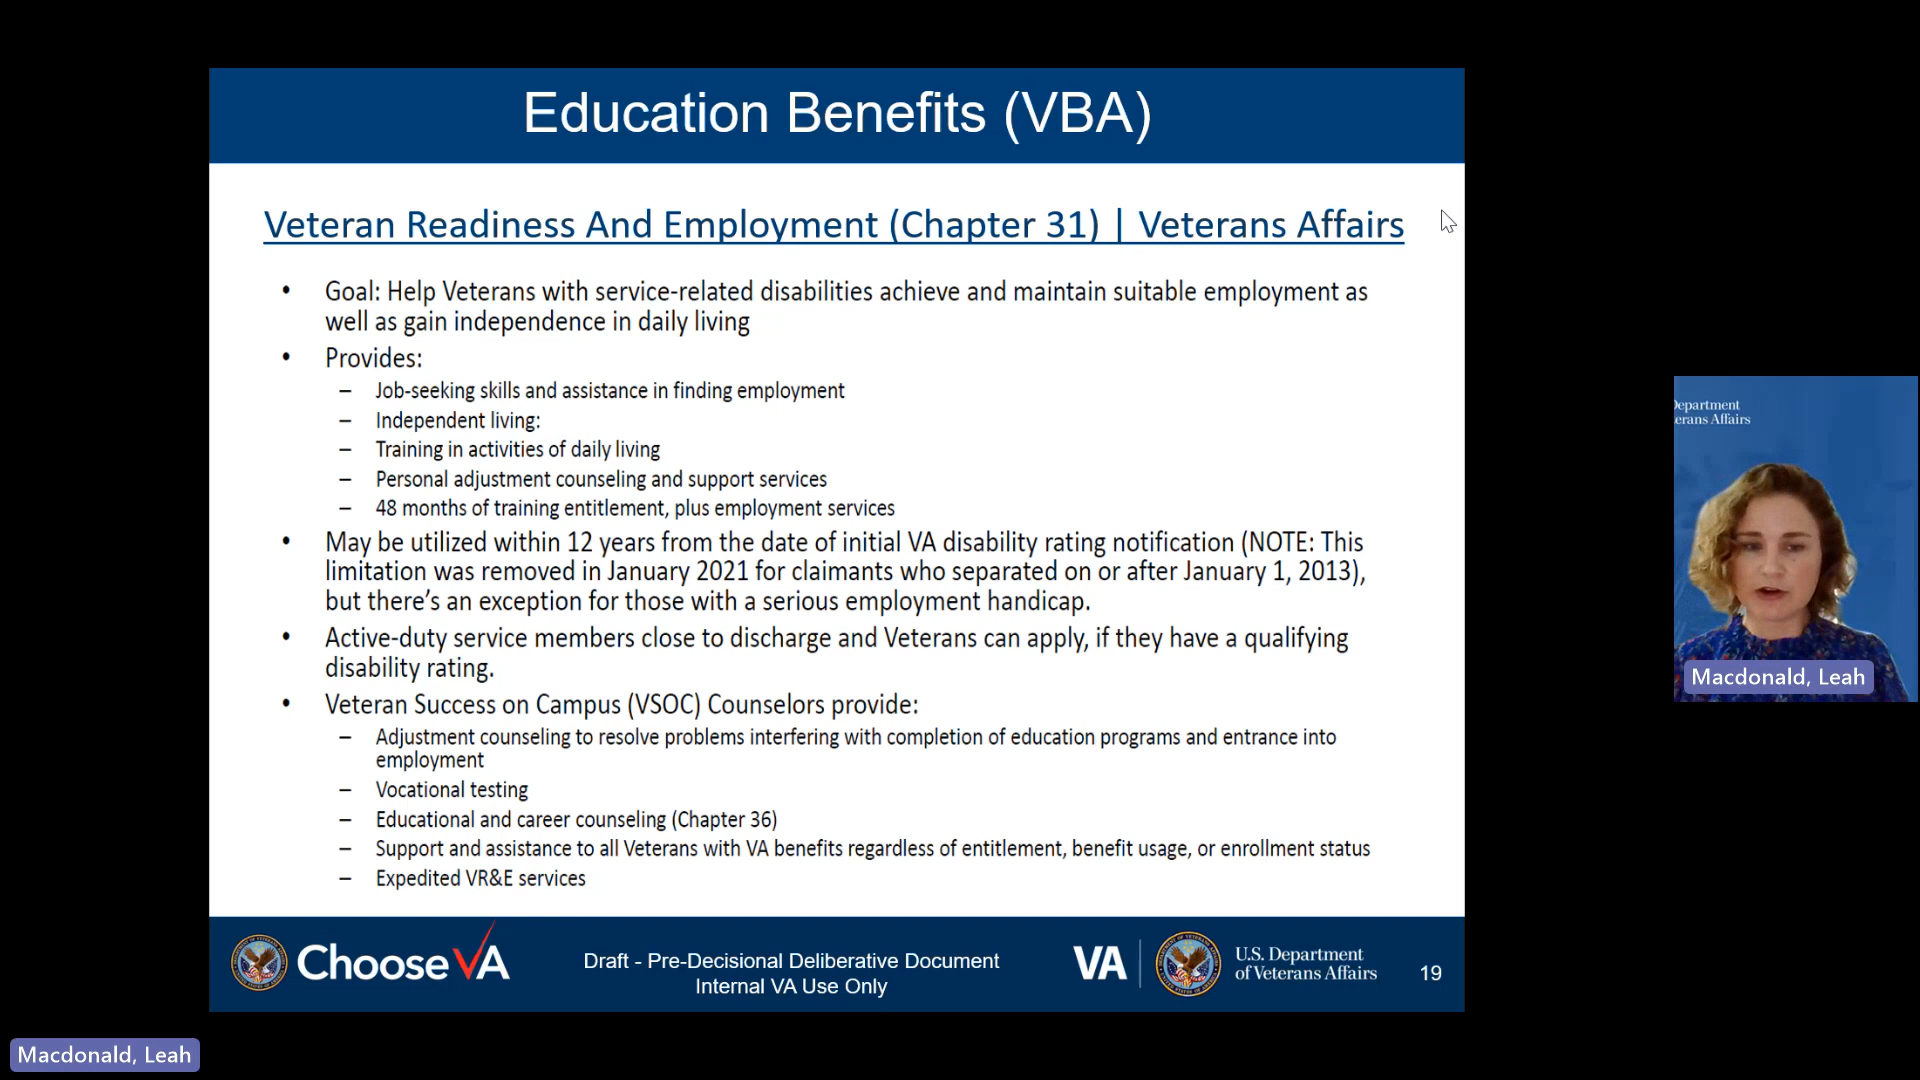 Education Benefits (VBA)
Veteran Readiness And Employment (Chapter 31) | Veterans Affairs
• Goal: Help Veterans with service-related disabilities achieve and maintain suitable employment as
well as gain independence in daily living
• Provides:
– Job-seeking skills and assistance in finding employment
– Independent living:
– Training in activities of daily living
– Personal adjustment counseling and support services
– 48 months of training entitlement, plus employment services
• May be utilized within 12 years from the date of initial VA disability rating notification (NOTE: This
limitation was removed in January 2021 for claimants who separated on or after January 1, 2013),
but there's an exception for those with a serious employment handicap.
• Active-duty service members close to discharge and Veterans can apply, if they have a qualifying
disability rating.
• Veteran Success on Campus (VSOC) Counselors provide:
– Adjustment counseling to resolve problems interfering with completion of education programs and entrance into
employment
– Vocational testing
– Educational and career counseling (Chapter 36)
– Support and assistance to all Veterans with VA benefits regardless of entitlement, benefit usage, or enrollment status
– Expedited VR&E services
Choose VA
Draft - Pre-Decisional Deliberative Document
Internal VA Use Only
VA
U.S. Department
of Veterans Affairs
19
epartment
erans Affairs
Macdonald, Leah
Macdonald, Leah